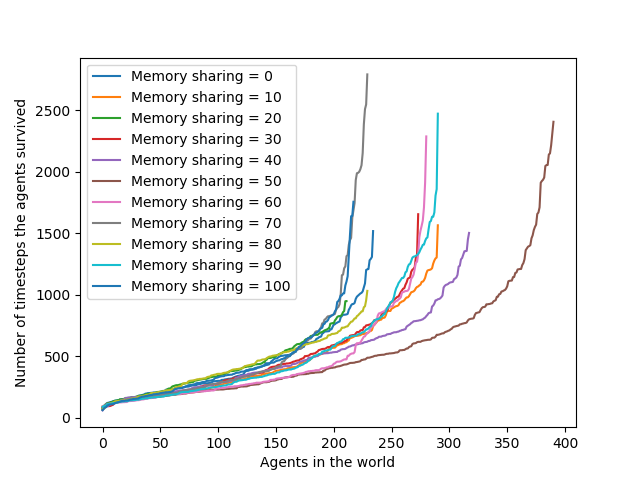 Memory sharing = 0
Memory sharing = 10
Memory sharing = 20
Memory sharing = 30
Memory sharing = 40
Memory sharing = 50
Memory sharing = 60
Memory sharing = 70
Memory sharing = 80
Memory sharing = 90
Memory sharing = 100
Number of timesteps the agents survived
2500
2000
1500
1000
500
0
0 50 100 150 200 250 300 350 400
Agents in the world